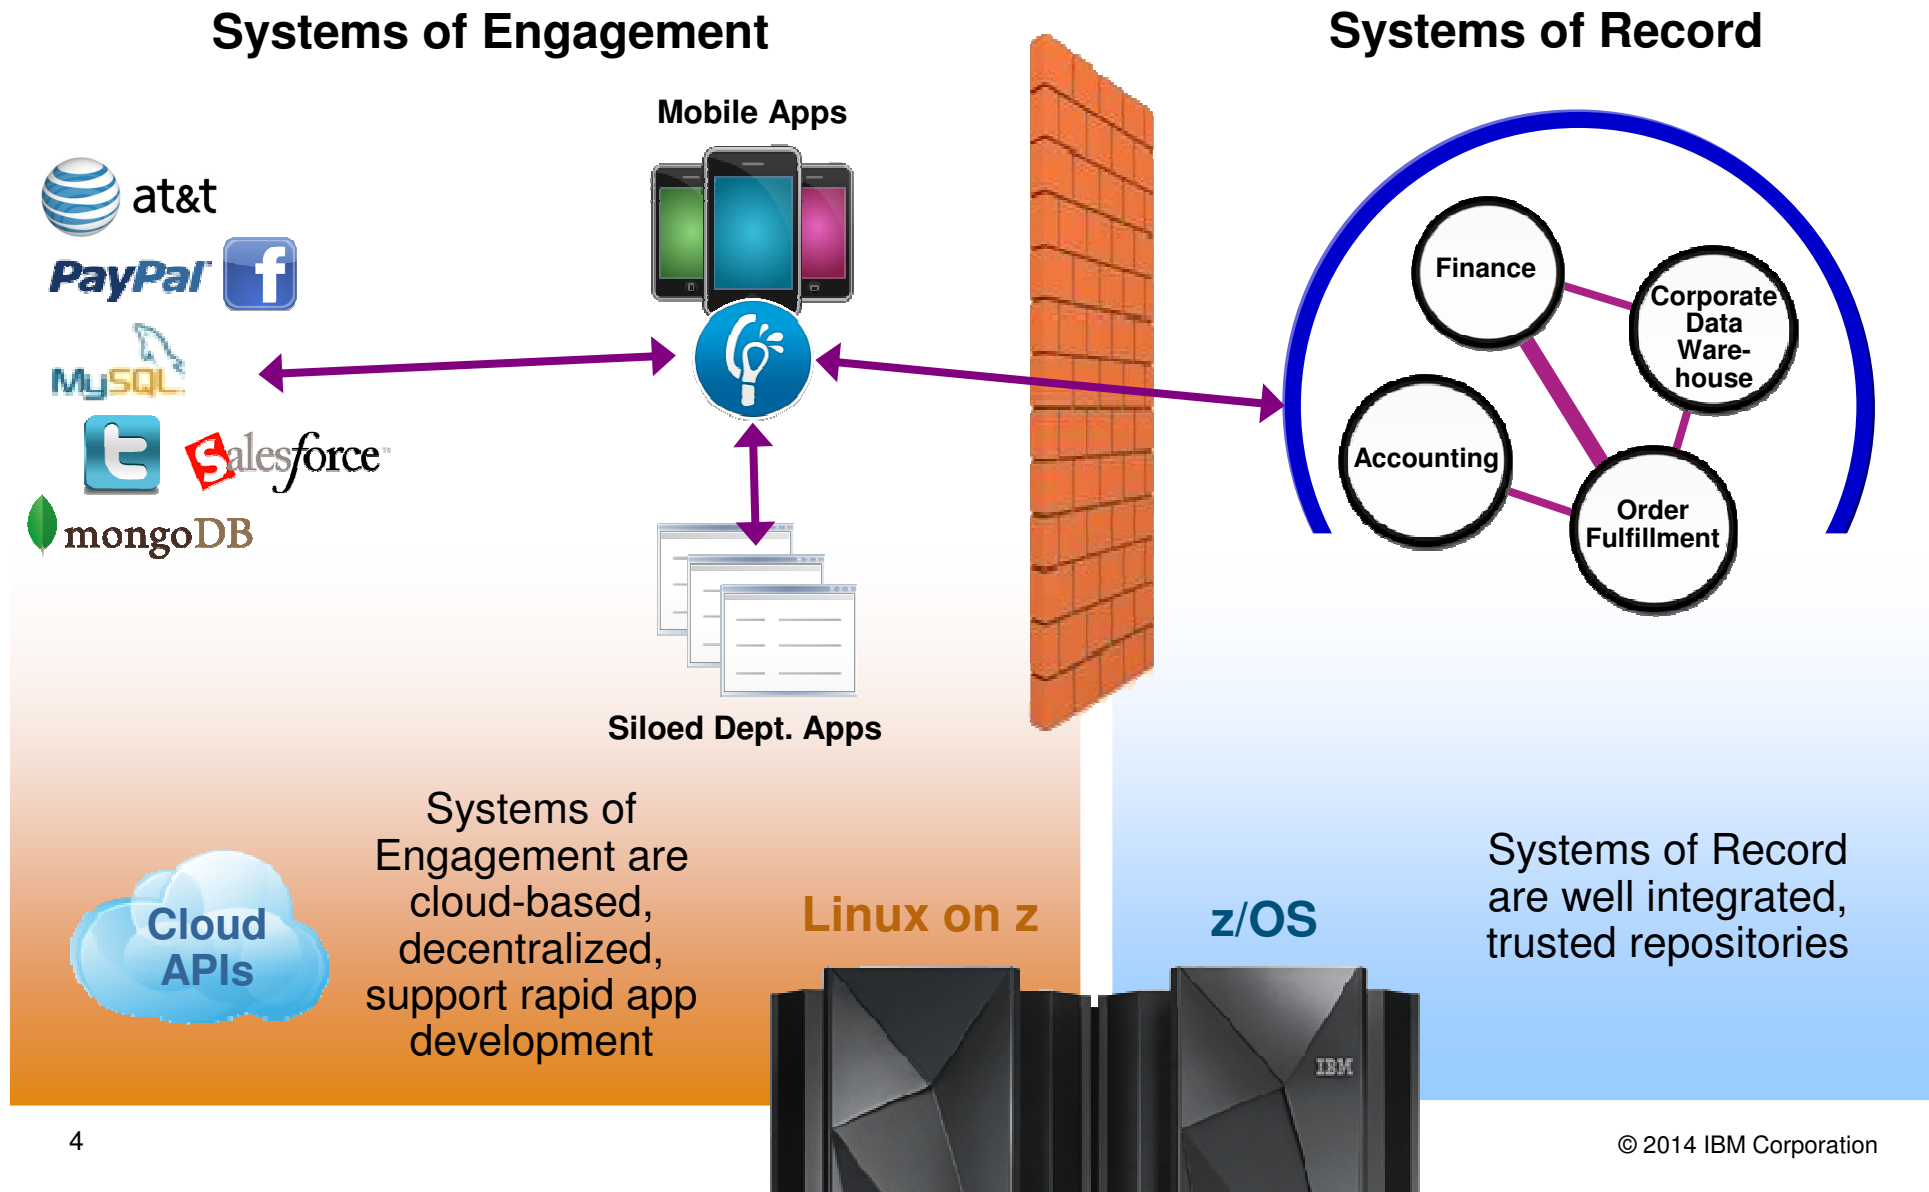 Systems of Engagement
Systems of Record
Mobile Apps
at&t
PayPal
f
MySQL
t
salesforce
mongoDB
Siloed Dept. Apps
Finance
Corporate
Data
Ware-
house
Accounting
Order
Fulfillment
Cloud
APIs
Systems of
Engagement are
cloud-based,
decentralized,
support rapid app
development
Linux on z
z/OS
Systems of Record
are well integrated,
trusted repositories
IBM
4
© 2014 IBM Corporation